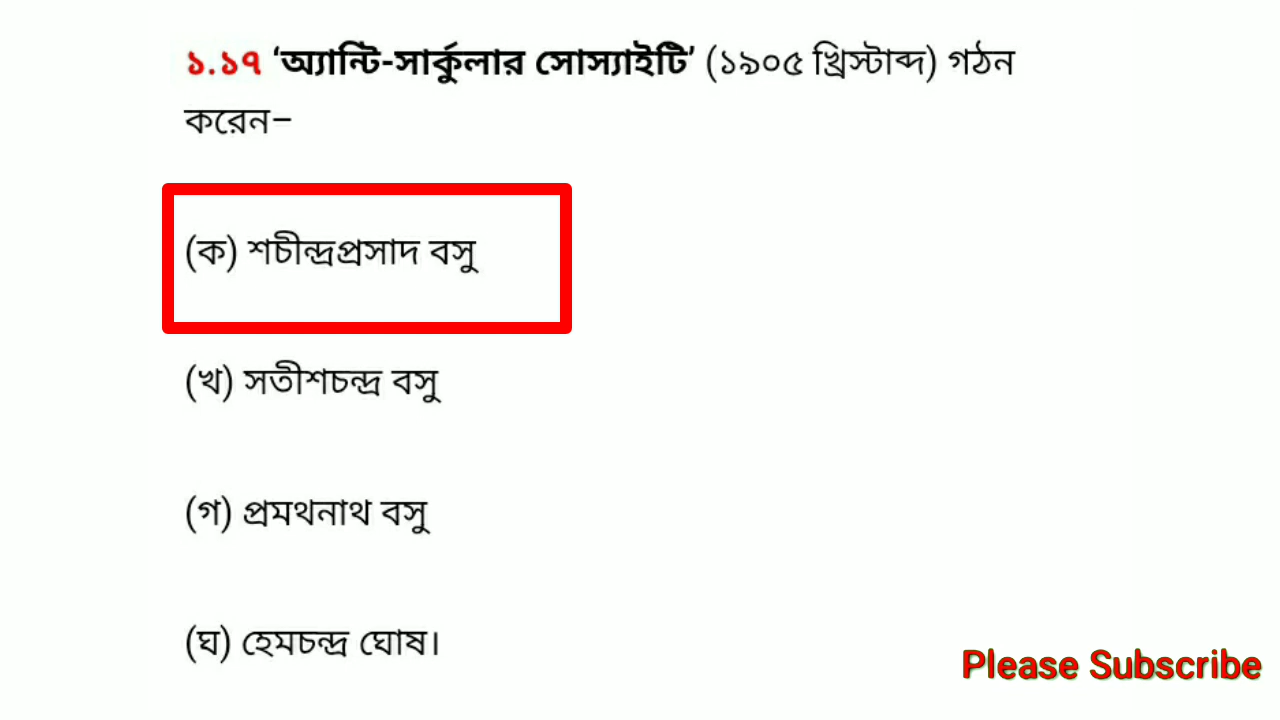 ১.১৭ ‘অ্যান্টি-সার্কুলার সোস্যাইটি’ (১৯০৫ খ্রিস্টাব্দ) গঠন
করেন–
(ক) শচীন্দ্রপ্রসাদ বসু
(খ) সতীশচন্দ্র বসু
(গ) প্রমথনাথ বসু
(ঘ) হেমচন্দ্র ঘোষ।
Please Subscribe